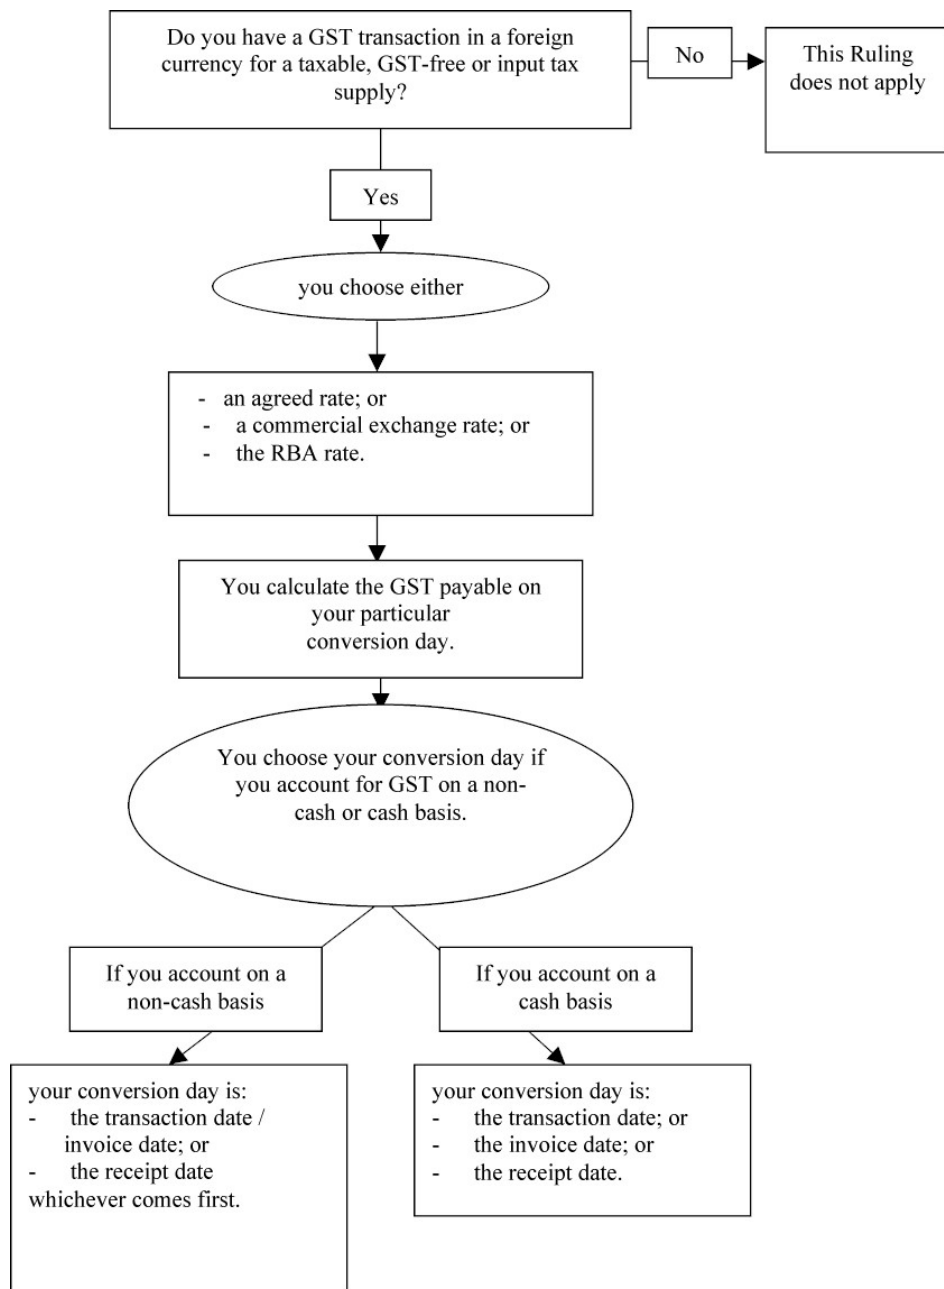 Do you have a GST transaction in a foreign
currency for a taxable, GST-free or input tax
supply?
No
This Ruling
does not apply
Yes
you choose either
- an agreed rate; or
- a commercial exchange rate; or
- the RBA rate.
You calculate the GST payable on
your particular
conversion day.
You choose your conversion day if
you account for GST on a non-
cash or cash basis.
If you account on a
non-cash basis
If you account on a
cash basis
your conversion day is:
- the transaction date /
invoice date; or
- the receipt date
whichever comes first.
your conversion day is:
- the transaction date; or
- the invoice date; or
- the receipt date.